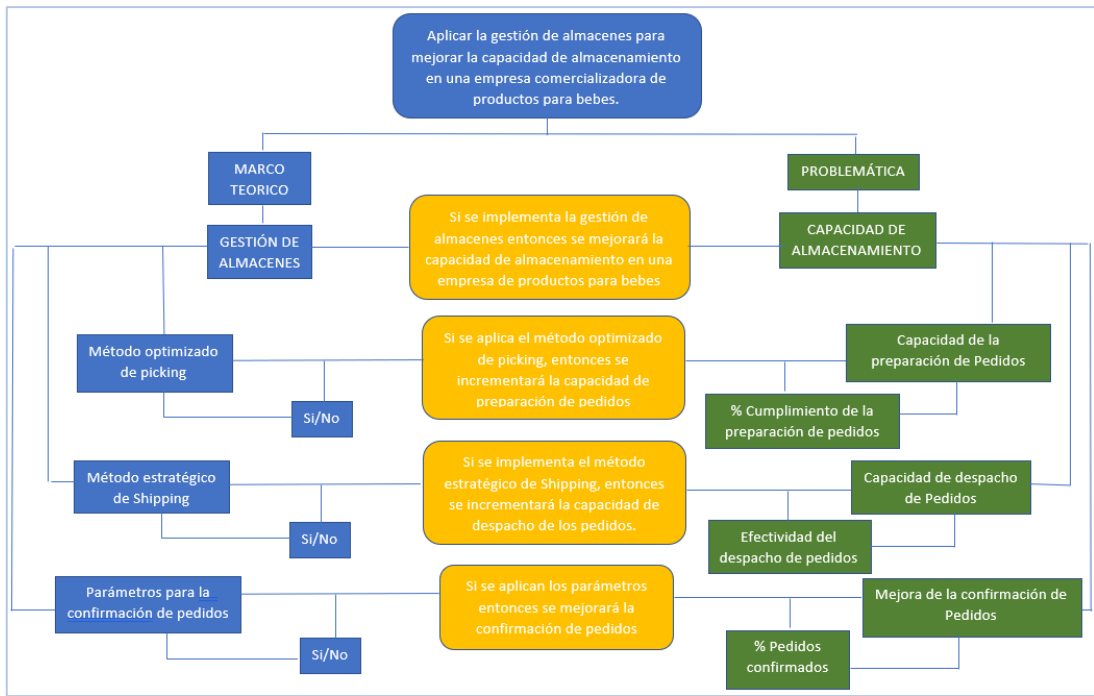 Aplicar la gestión de almacenes para
mejorar la capacidad de almacenamiento
en una empresa comercializadora de
productos para bebes.
MARCO
TEORICO
PROBLEMÁTICA
GESTIÓN DE
ALMACENES
Si se implementa la gestión de
almacenes entonces se mejorará la
capacidad de almacenamiento en una
empresa de productos para bebes
CAPACIDAD DE
ALMACENAMIENTO
Método optimizado
de picking
Si/No
Si se aplica el método optimizado
de picking, entonces se
incrementará la capacidad de
preparación de pedidos
Capacidad de la
preparación de Pedidos
% Cumplimiento de la
preparación de pedidos
Método estratégico
de Shipping
Si/No
Si se implementa el método
estratégico de Shipping, entonces
se incrementará la capacidad de
despacho de los pedidos.
Capacidad de despacho
de Pedidos
Efectividad del
despacho de pedidos
Parámetros para la
confirmación de pedidos
Si/No
Si se aplican los parámetros
entonces se mejorará la
confirmación de pedidos
Mejora de la confirmación de
Pedidos
% Pedidos
confirmados